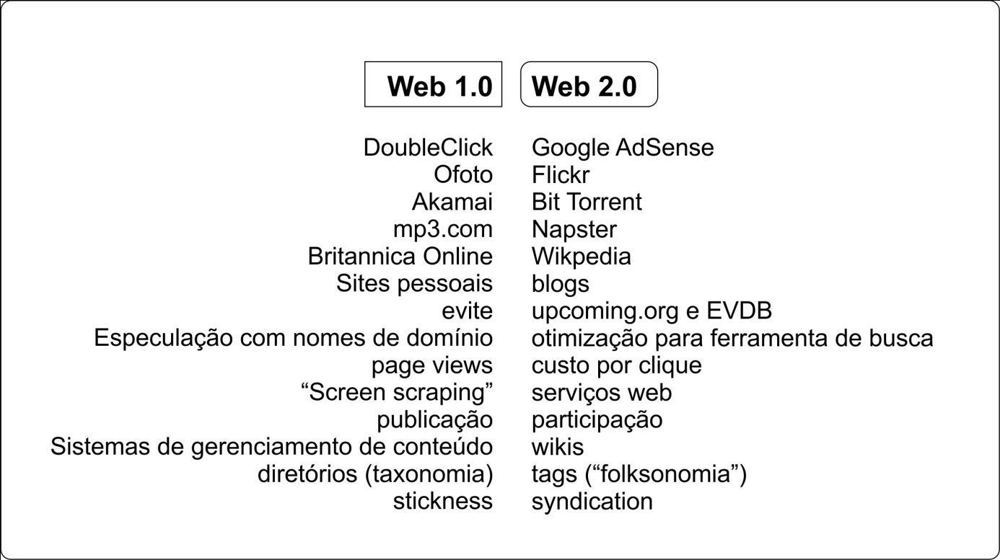 Web 1.0 Web 2.0
DoubleClick Google AdSense
Ofoto Flickr
Akamai Bit Torrent
mp3.com Napster
Britannica Online Wikpedia
Sites pessoais blogs
evite upcoming.org e EVDB
Especulação com nomes de domínio otimização para ferramenta de busca
page views custo por clique
“Screen scraping” serviços web
publicação participação
Sistemas de gerenciamento de conteúdo wikis
diretórios (taxonomia) tags (“folksonomia”)
stickness syndication